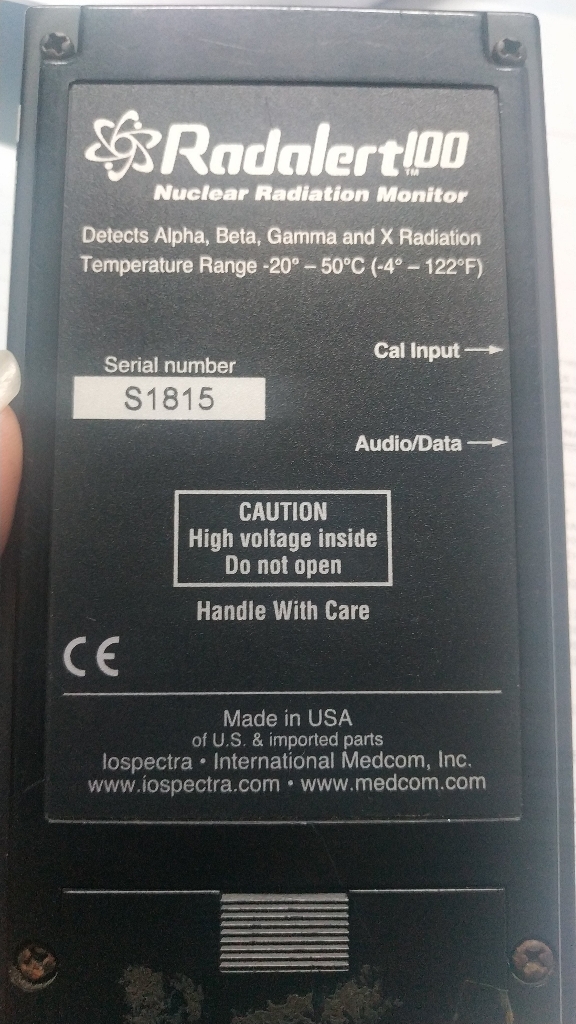 Radalert100™
Nuclear Radiation Monitor
Detects Alpha, Beta, Gamma and X Radiation
Temperature Range -20° – 50°C (-4° – 122°F)
Cal Input
Serial number
S1815
Audio/Data
CAUTION
High voltage inside
Do not open
Handle With Care
CE
Made in USA
of U.S. & imported parts
Iospectra • International Medcom, Inc.
www.iospectra.com • www.medcom.com